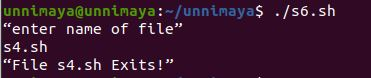 unnimaya@unnimaya:~/unnimaya$ ./s6.sh
“enter name of file”
s4.sh
“File s4.sh Exits!”